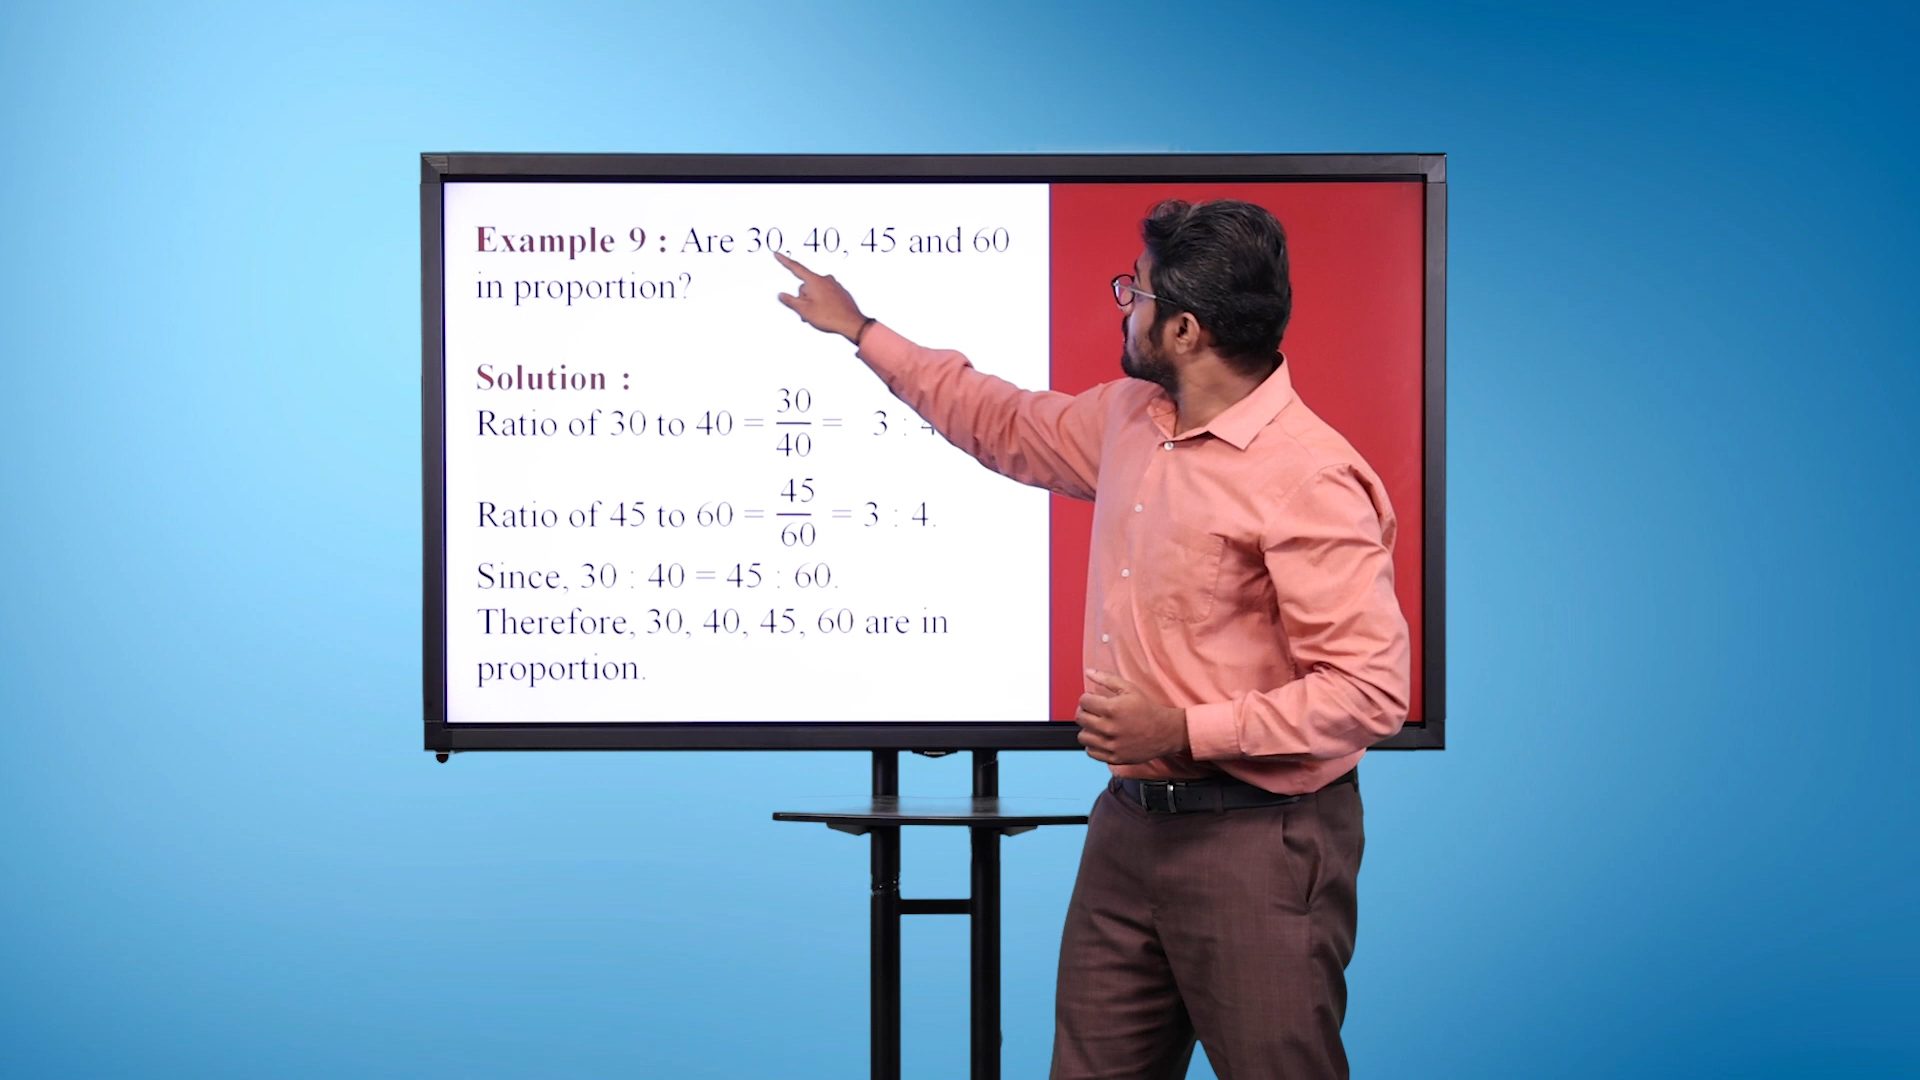 Example 9 : Are 30, 40, 45 and 60
in proportion?
Solution :
Ratio of 30 to 40 = 30/40 = 3 : 4
Ratio of 45 to 60 = 45/60 = 3 : 4.
Since, 30 : 40 = 45 : 60.
Therefore, 30, 40, 45, 60 are in
proportion.